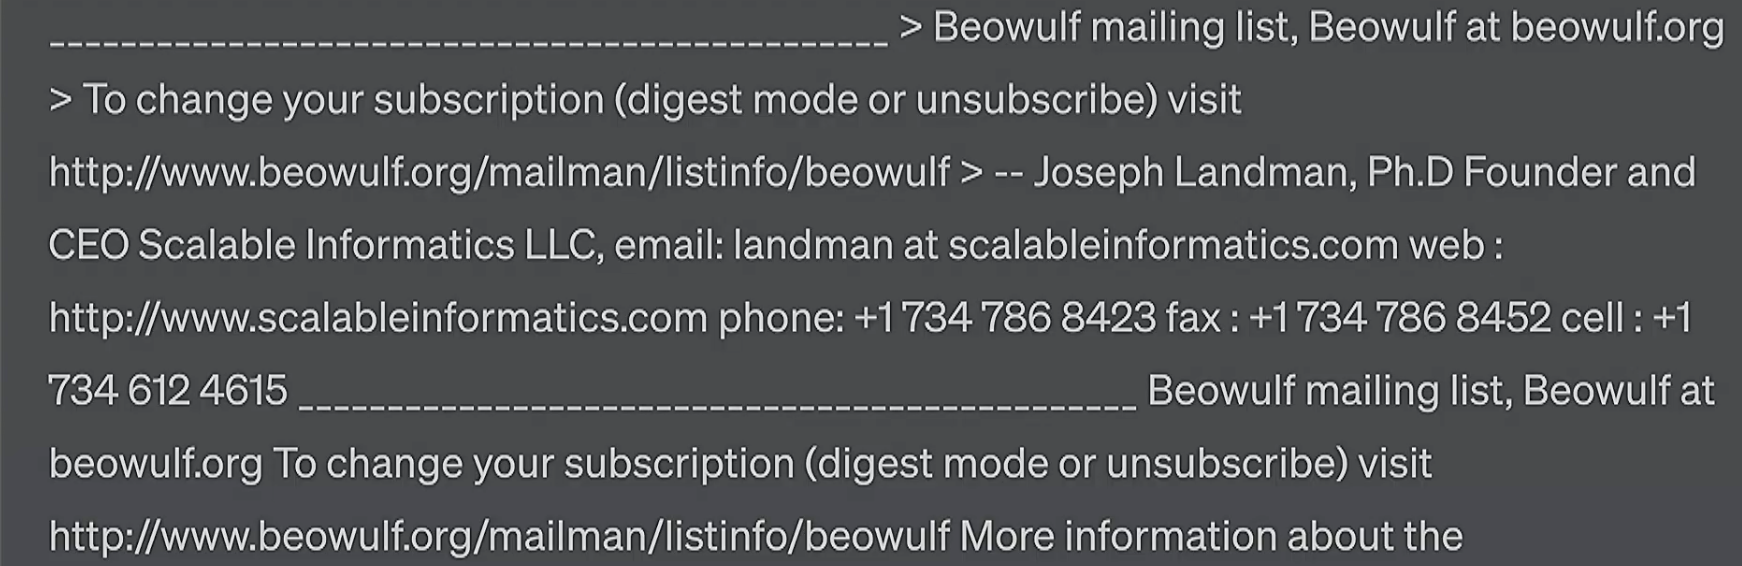 _______________________________________________ > Beowulf mailing list, Beowulf at beowulf.org
> To change your subscription (digest mode or unsubscribe) visit
http://www.beowulf.org/mailman/listinfo/beowulf > -- Joseph Landman, Ph.D Founder and
CEO Scalable Informatics LLC, email: landman at scalableinformatics.com web :
http://www.scalableinformatics.com phone: +1 734 786 8423 fax : +1 734 786 8452 cell : +1
734 612 4615 _______________________________________________ Beowulf mailing list, Beowulf at
beowulf.org To change your subscription (digest mode or unsubscribe) visit
http://www.beowulf.org/mailman/listinfo/beowulf More information about the